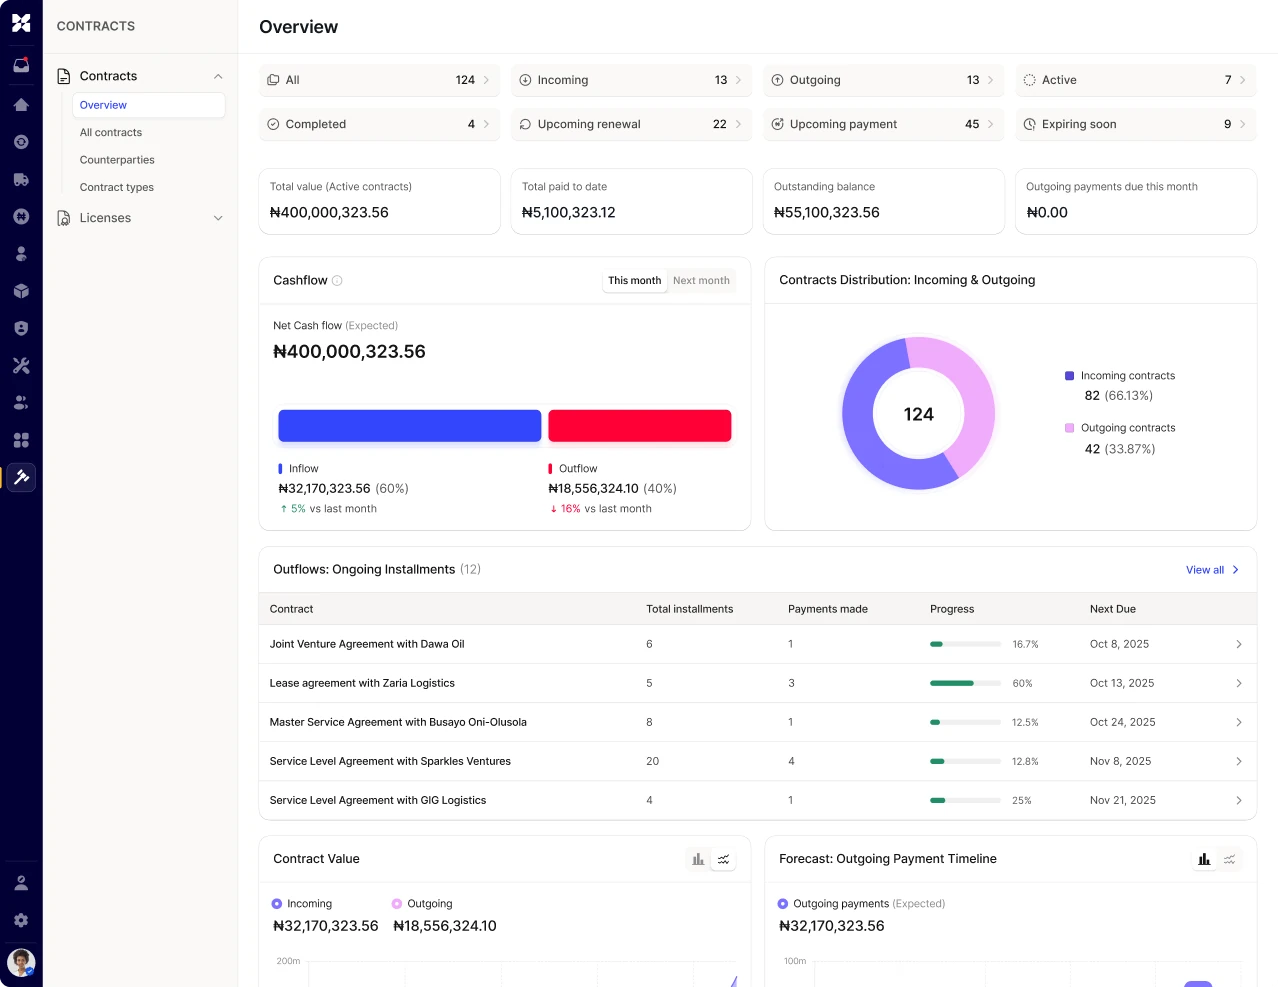 CONTRACTS
Contracts
Overview
All contracts
Counterparties
Contract types
Licenses
Overview
All 124
Incoming 13
Outgoing 13
Active 7
Completed 4
Upcoming renewal 22
Upcoming payment 45
Expiring soon 9
Total value (Active contracts)
₦400,000,323.56
Total paid to date
₦5,100,323.12
Outstanding balance
₦55,100,323.56
Outgoing payments due this month
₦0.00
Cashflow
This month Next month
Net Cash flow (Expected)
₦400,000,323.56
Inflow
₦32,170,323.56 (60%)
↑ 5% vs last month
Outflow
₦18,556,324.10 (40%)
↓ 16% vs last month
Contracts Distribution: Incoming & Outgoing
124
Incoming contracts
82 (66.13%)
Outgoing contracts
42 (33.87%)
Outflows: Ongoing Installments (12)
View all
Contract Total installments Payments made Progress Next Due
Joint Venture Agreement with Dawa Oil 6 1 16.7% Oct 8, 2025
Lease agreement with Zaria Logistics 5 3 60% Oct 13, 2025
Master Service Agreement with Busayo Oni-Olusola 8 1 12.5% Oct 24, 2025
Service Level Agreement with Sparkles Ventures 20 4 12.8% Nov 8, 2025
Service Level Agreement with GIG Logistics 4 1 25% Nov 21, 2025
Contract Value
Incoming
₦32,170,323.56
Outgoing
₦18,556,324.10
200m
Forecast: Outgoing Payment Timeline
Outgoing payments (Expected)
₦32,170,323.56
100m